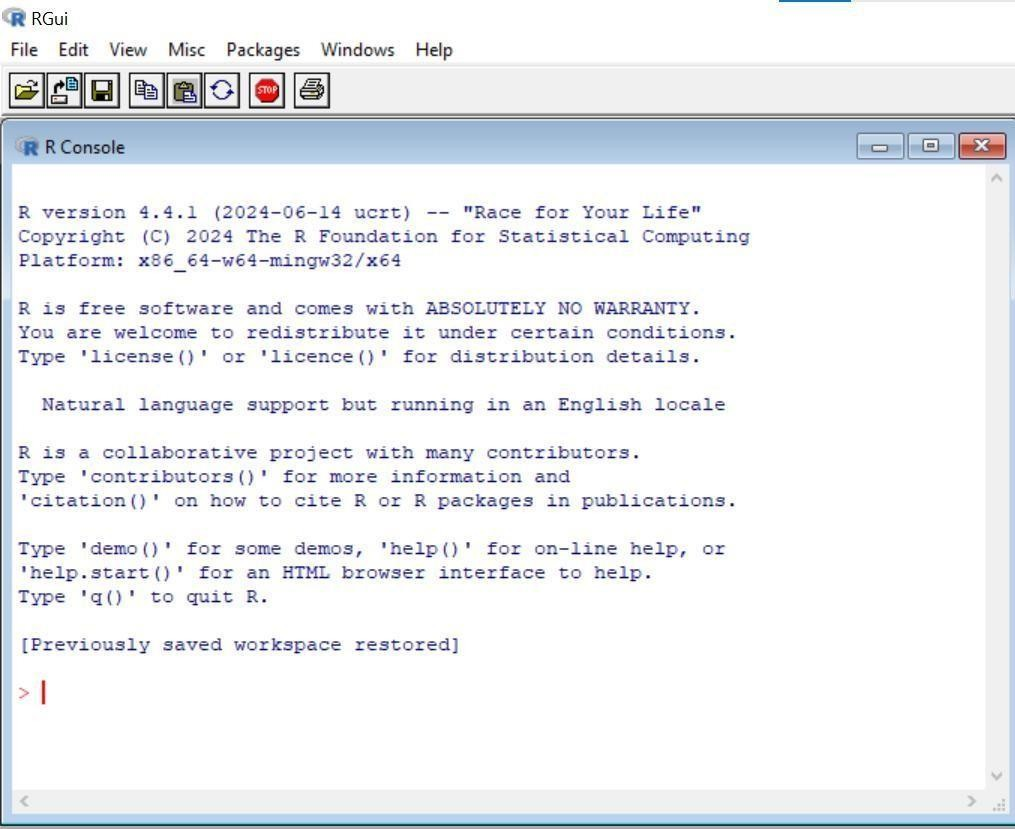 RGui
File Edit View Misc Packages Windows Help
STOP
R Console
R version 4.4.1 (2024-06-14 ucrt) -- "Race for Your Life"
Copyright (C) 2024 The R Foundation for Statistical Computing
Platform: x86_64-w64-mingw32/x64
R is free software and comes with ABSOLUTELY NO WARRANTY.
You are welcome to redistribute it under certain conditions.
Type 'license()' or 'licence()' for distribution details.
Natural language support but running in an English locale
R is a collaborative project with many contributors.
Type 'contributors()' for more information and
'citation()' on how to cite R or R packages in publications.
Type 'demo()' for some demos, 'help()' for on-line help, or
'help.start()' for an HTML browser interface to help.
Type 'q()' to quit R.
[Previously saved workspace restored]
>